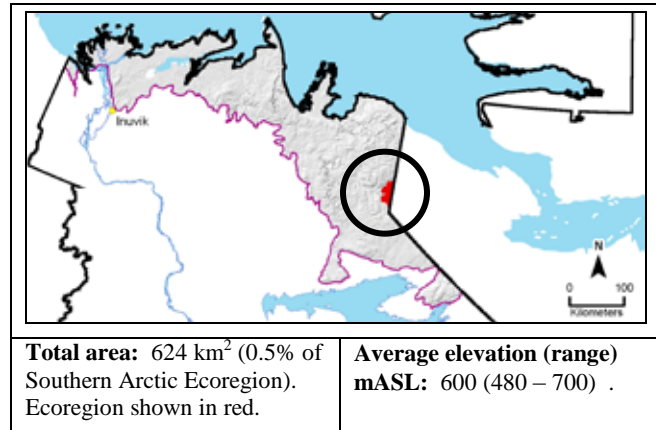 Inuvik
N
0 100
Kilometers
Total area: 624 km² (0.5% of
Southern Arctic Ecoregion).
Ecoregion shown in red.
Average elevation (range)
mASL: 600 (480 – 700) .